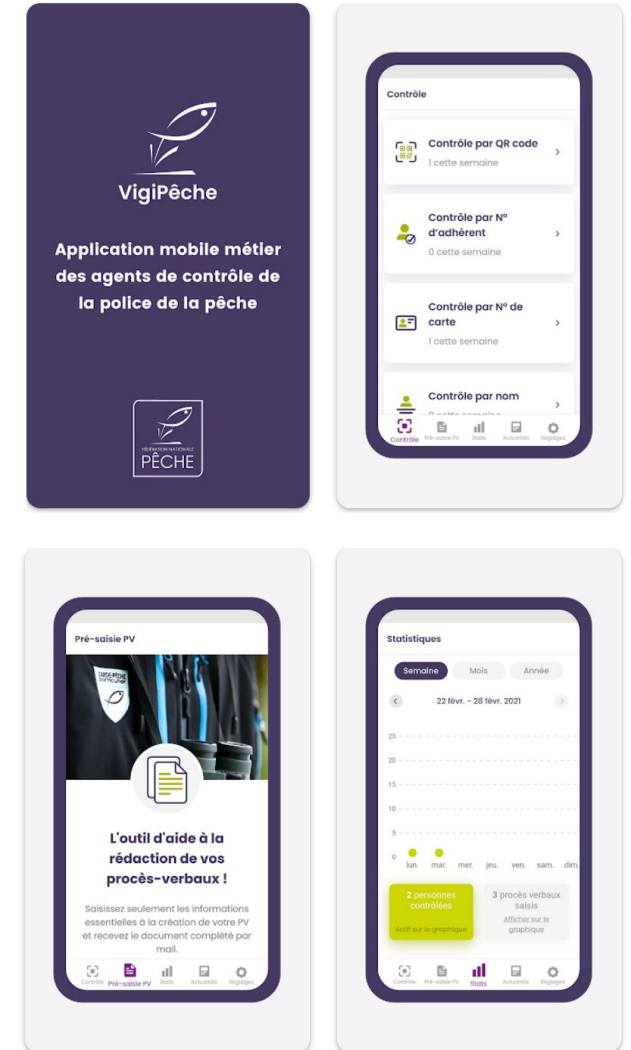 VigiPêche
Application mobile métier
des agents de contrôle de
la police de la pêche
FÉDÉRATION NATIONALE
PÊCHE
Contrôle
Contrôle par QR code
1 cette semaine
Contrôle par N°
d'adhérent
0 cette semaine
Contrôle par N° de
carte
1 cette semaine
Contrôle par nom
0 cette semaine
Contrôle Pré-saisie PV Stats Actualités Réglages
Pré-saisie PV
GARDE-PÊCHE
particulier
L'outil d'aide à la
rédaction de vos
procès-verbaux !
Saisissez seulement les informations
essentielles à la création de votre PV
et recevez le document complété par
mail.
Contrôle Pré-saisie PV Stats Actualités Réglages
Statistiques
Semaine Mois Année
22 févr. - 28 févr. 2021
25
20
15
10
5
0
lun. mar. mer. jeu. ven. sam. dim.
2 personnes
contrôlées
Actif sur le graphique
3 procès verbaux
saisis
Afficher sur le
graphique
Contrôle Pré-saisie PV Stats Actualités Réglages